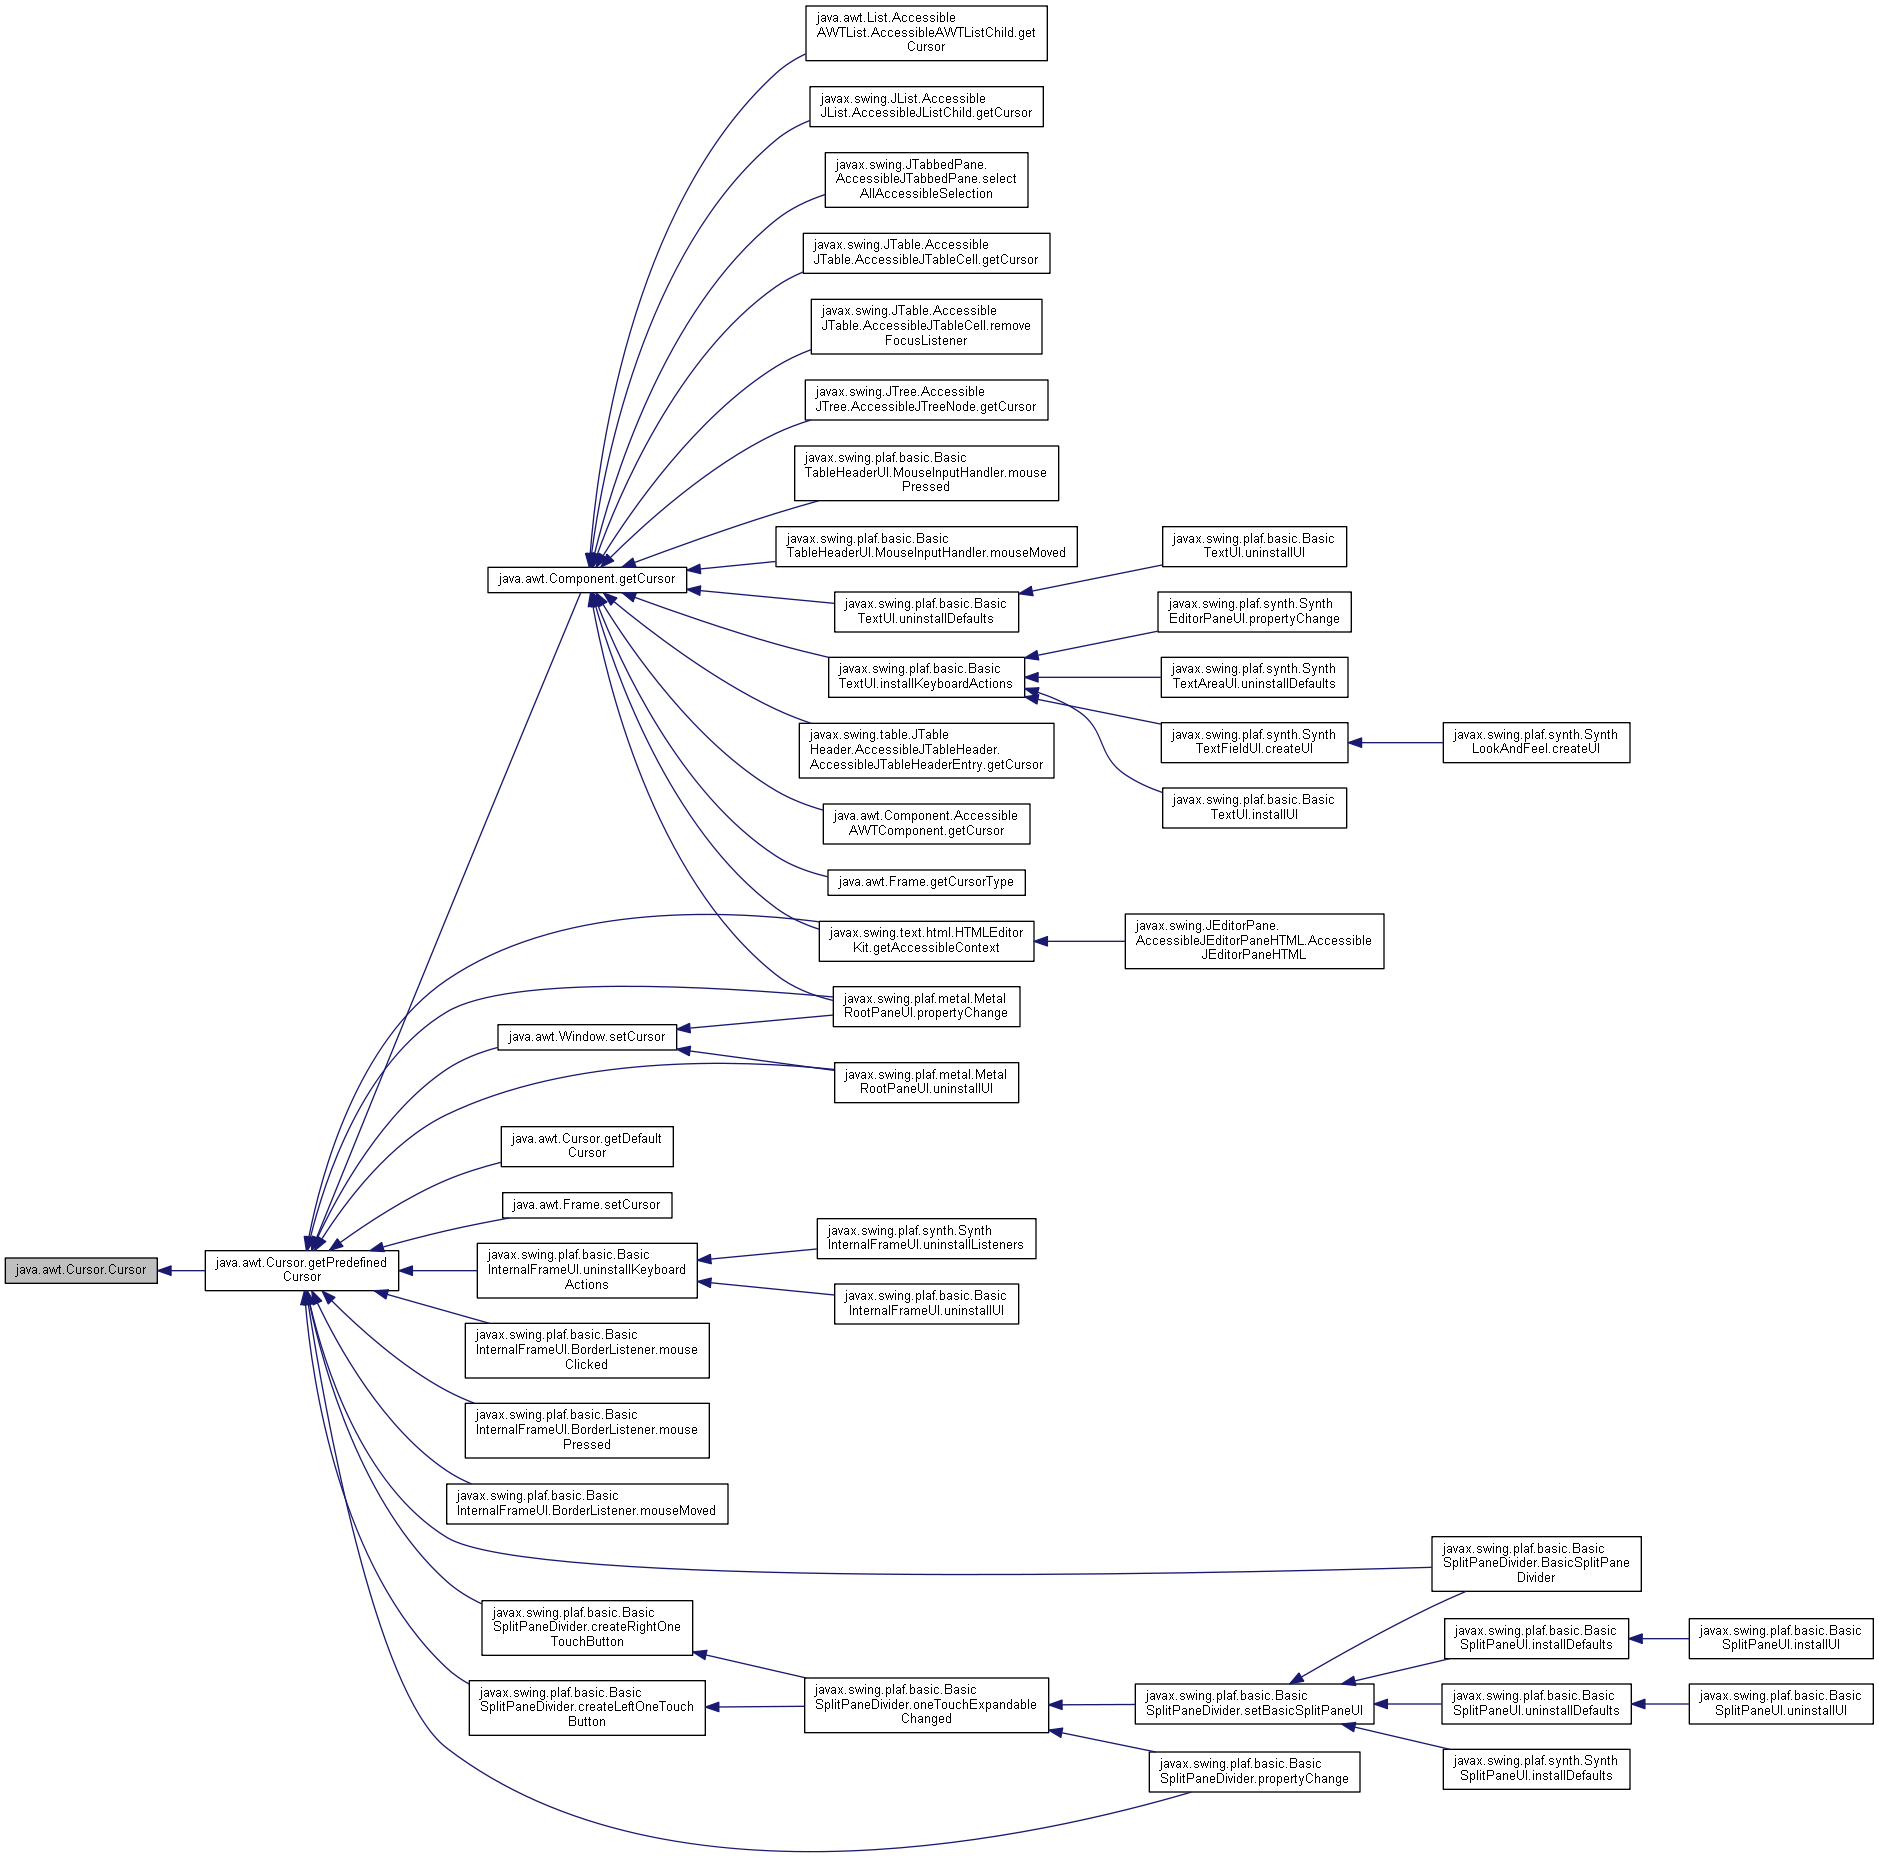 java.awt.List.Accessible
AWTList.AccessibleAWTListChild.get
Cursor
javax.swing.JList.Accessible
JList.AccessibleJListChild.getCursor
javax.swing.JTabbedPane.
AccessibleJTabbedPane.select
AllAccessibleSelection
javax.swing.JTable.Accessible
JTable.AccessibleJTableCell.getCursor
javax.swing.JTable.Accessible
JTable.AccessibleJTableCell.remove
FocusListener
javax.swing.JTree.Accessible
JTree.AccessibleJTreeNode.getCursor
javax.swing.plaf.basic.Basic
TableHeaderUI.MouseInputHandler.mouse
Pressed
javax.swing.plaf.basic.Basic
TableHeaderUI.MouseInputHandler.mouseMoved
javax.swing.plaf.basic.Basic
TextUI.uninstallUI
java.awt.Component.getCursor
javax.swing.plaf.basic.Basic
TextUI.uninstallDefaults
javax.swing.plaf.synth.Synth
EditorPaneUI.propertyChange
javax.swing.plaf.basic.Basic
TextUI.installKeyboardActions
javax.swing.plaf.synth.Synth
TextAreaUI.uninstallDefaults
javax.swing.table.JTable
Header.AccessibleJTableHeader.
AccessibleJTableHeaderEntry.getCursor
javax.swing.plaf.synth.Synth
TextFieldUI.createUI
javax.swing.plaf.synth.Synth
LookAndFeel.createUI
javax.swing.plaf.basic.Basic
TextUI.installUI
java.awt.Component.Accessible
AWTComponent.getCursor
java.awt.Frame.getCursorType
javax.swing.text.html.HTMLEditor
Kit.getAccessibleContext
javax.swing.JEditorPane.
AccessibleJEditorPaneHTML.Accessible
JEditorPaneHTML
javax.swing.plaf.metal.Metal
RootPaneUI.propertyChange
java.awt.Window.setCursor
javax.swing.plaf.metal.Metal
RootPaneUI.uninstallUI
java.awt.Cursor.getDefault
Cursor
java.awt.Frame.setCursor
java.awt.Cursor.Cursor
java.awt.Cursor.getPredefined
Cursor
javax.swing.plaf.basic.Basic
InternalFrameUI.uninstallKeyboard
Actions
javax.swing.plaf.synth.Synth
InternalFrameUI.uninstallListeners
javax.swing.plaf.basic.Basic
InternalFrameUI.uninstallUI
javax.swing.plaf.basic.Basic
InternalFrameUI.BorderListener.mouse
Clicked
javax.swing.plaf.basic.Basic
InternalFrameUI.BorderListener.mouse
Pressed
javax.swing.plaf.basic.Basic
InternalFrameUI.BorderListener.mouseMoved
javax.swing.plaf.basic.Basic
SplitPaneDivider.BasicSplitPane
Divider
javax.swing.plaf.basic.Basic
SplitPaneDivider.createRightOne
TouchButton
javax.swing.plaf.basic.Basic
SplitPaneUI.installDefaults
javax.swing.plaf.basic.Basic
SplitPaneUI.installUI
javax.swing.plaf.basic.Basic
SplitPaneDivider.createLeftOneTouch
Button
javax.swing.plaf.basic.Basic
SplitPaneDivider.oneTouchExpandable
Changed
javax.swing.plaf.basic.Basic
SplitPaneDivider.setBasicSplitPaneUI
javax.swing.plaf.basic.Basic
SplitPaneUI.uninstallDefaults
javax.swing.plaf.basic.Basic
SplitPaneUI.uninstallUI
javax.swing.plaf.basic.Basic
SplitPaneDivider.propertyChange
javax.swing.plaf.synth.Synth
SplitPaneUI.installDefaults